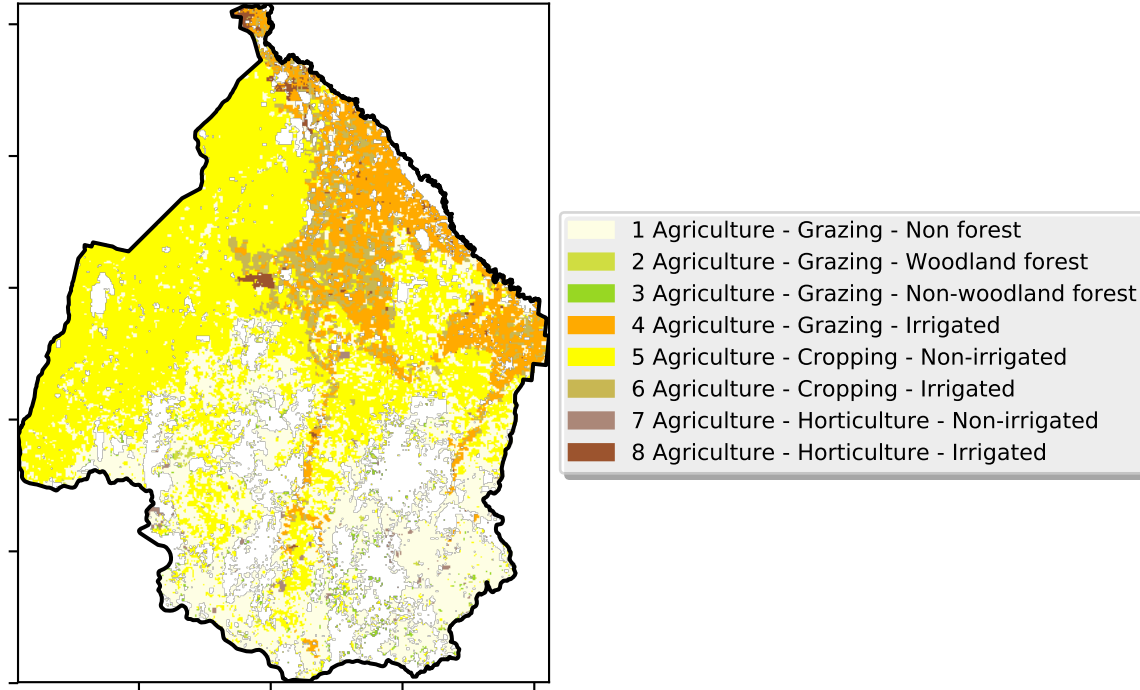 1 Agriculture - Grazing - Non forest
2 Agriculture - Grazing - Woodland forest
3 Agriculture - Grazing - Non-woodland forest
4 Agriculture - Grazing - Irrigated
5 Agriculture - Cropping - Non-irrigated
6 Agriculture - Cropping - Irrigated
7 Agriculture - Horticulture - Non-irrigated
8 Agriculture - Horticulture - Irrigated